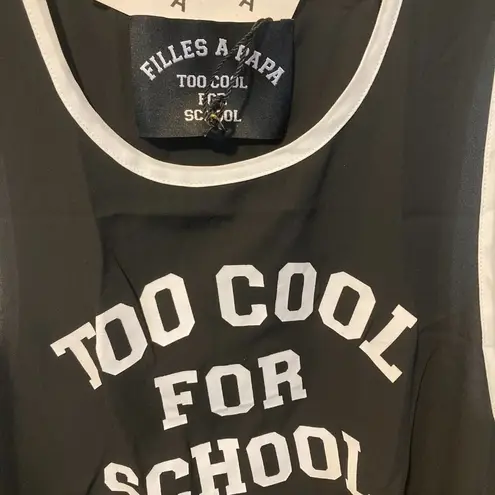 A A
FILLES A PAPA
TOO COOL
FOR
SCHOOL
TOO COOL
FOR
SCHOOL